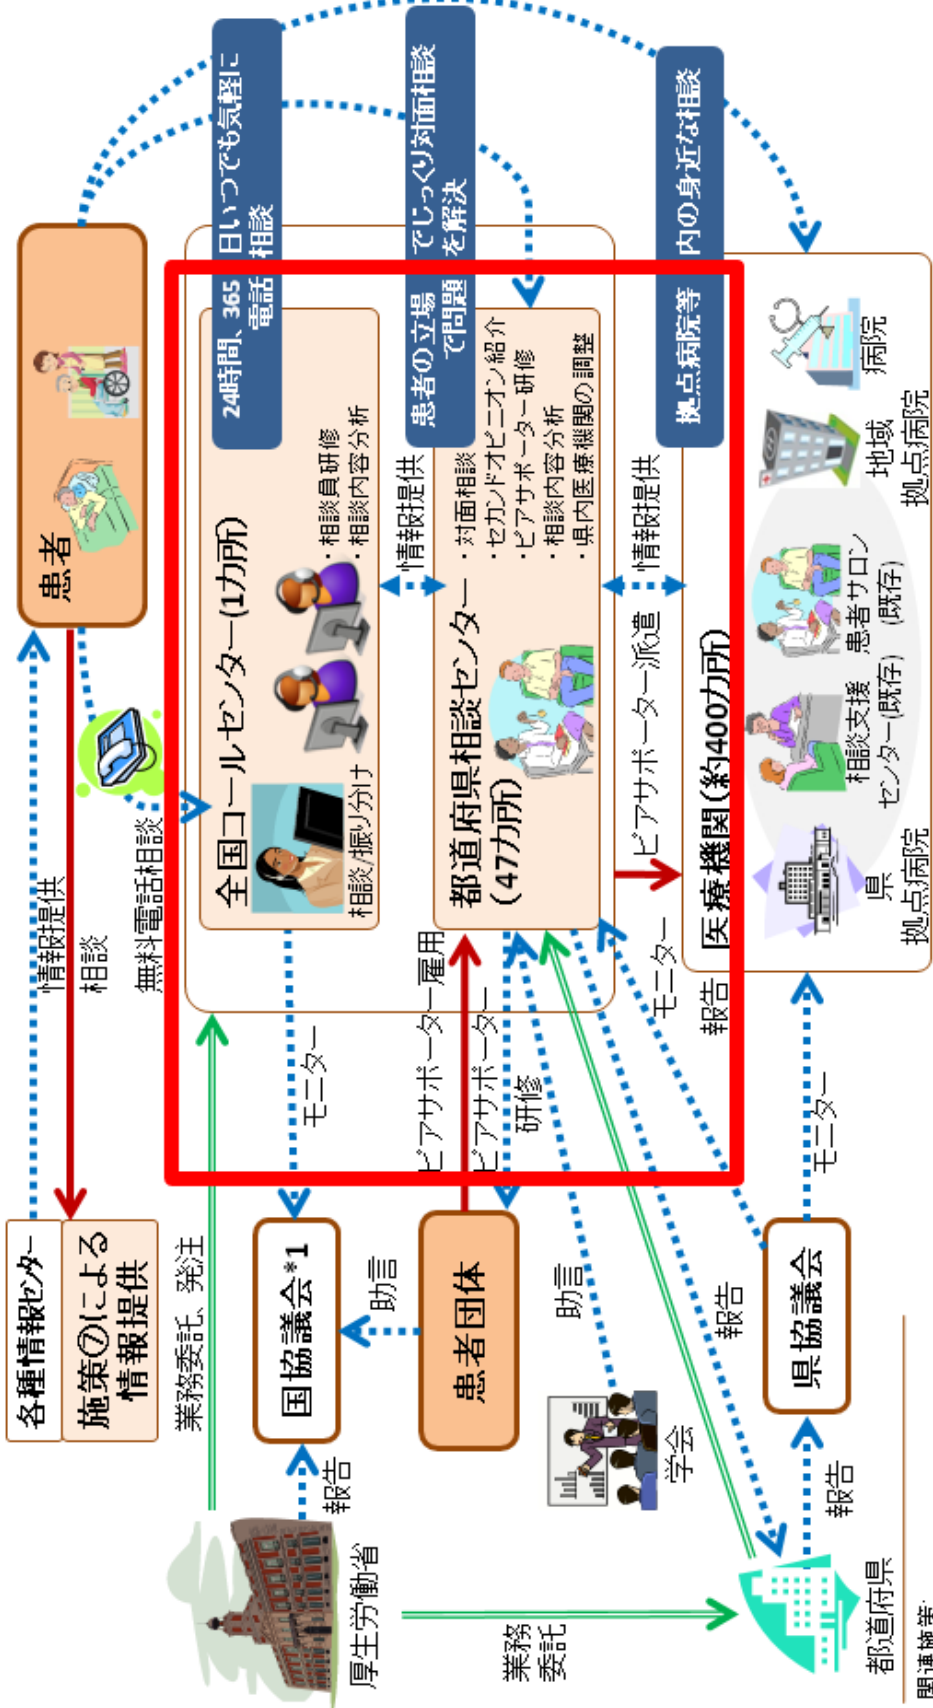 患者
各種情報センター
施策⑦による
情報提供
情報提供
相談
無料電話相談
24時間、365日いつでも気軽に
電話相談
全国コールセンター(1カ所)
相談/振り分け
・相談員研修
・相談内容分析
業務委託、発注
モニター
国協議会*1
報告
厚生労働省
助言
患者団体
情報提供
患者の立場でじっくり対面相談
で問題を解決
都道府県相談センター
(47カ所)
・対面相談
・セカンドオピニオン紹介
・ピアサポーター研修
・相談内容分析
・県内医療機関の調整
ピアサポーター雇用
ピアサポーター
研修
助言
学会
業務
委託
情報提供
ピアサポーター派遣
モニター
報告
報告
拠点病院等内の身近な相談
医療機関(約400カ所)
県
拠点病院
相談支援
センター(既存)
患者サロン
(既存)
地域
拠点病院
病院
モニター
県協議会
報告
都道府県
関連施策: